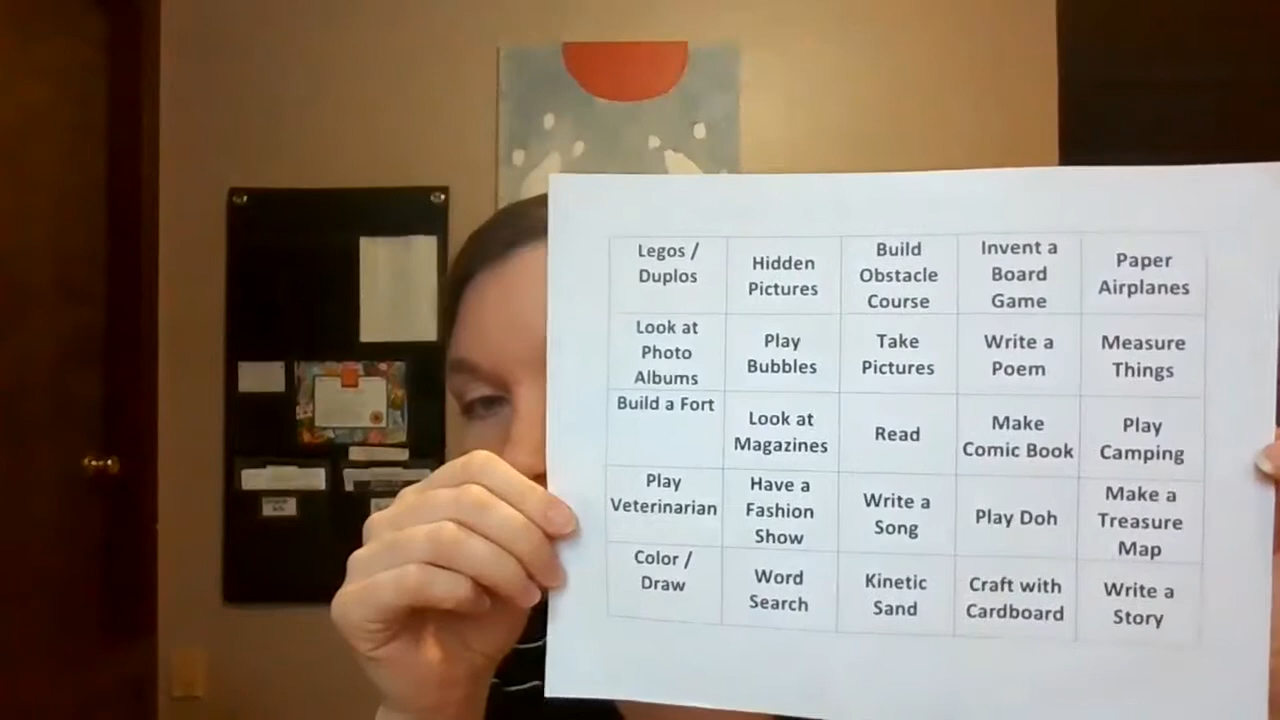 Legos /
Duplos
Hidden
Pictures
Build
Obstacle
Course
Invent a
Board
Game
Paper
Airplanes
Look at
Photo
Albums
Play
Bubbles
Take
Pictures
Write a
Poem
Measure
Things
Build a Fort
Look at
Magazines
Read
Make
Comic Book
Play
Camping
Play
Veterinarian
Have a
Fashion
Show
Write a
Song
Play Doh
Make a
Treasure
Map
Color /
Draw
Word
Search
Kinetic
Sand
Craft with
Cardboard
Write a
Story